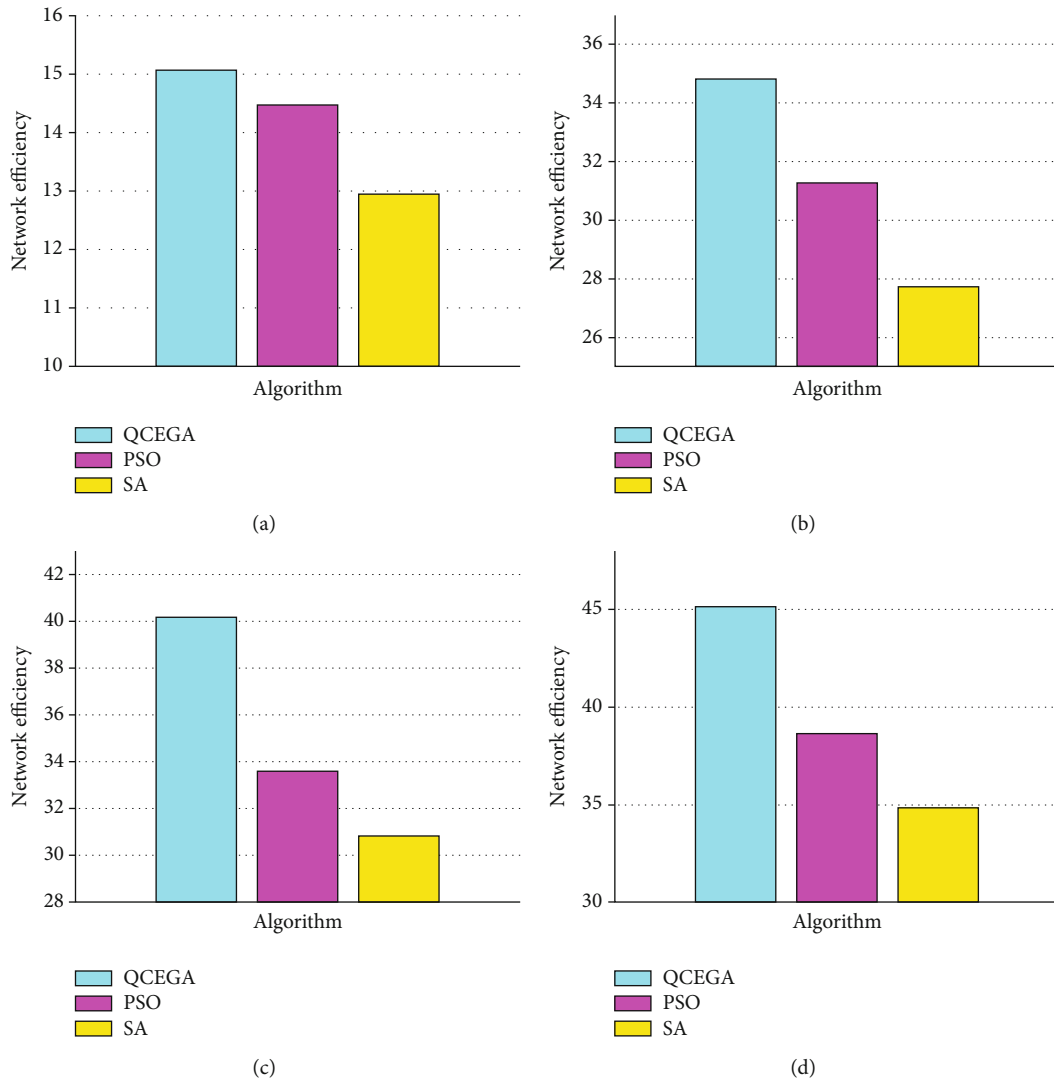 16
15
14
13
12
11
10
Network efficiency
Algorithm
QCEGA
PSO
SA
(a)
36
34
32
30
28
26
Network efficiency
Algorithm
QCEGA
PSO
SA
(b)
42
40
38
36
34
32
30
28
Network efficiency
Algorithm
QCEGA
PSO
SA
(c)
45
40
35
30
Network efficiency
Algorithm
QCEGA
PSO
SA
(d)